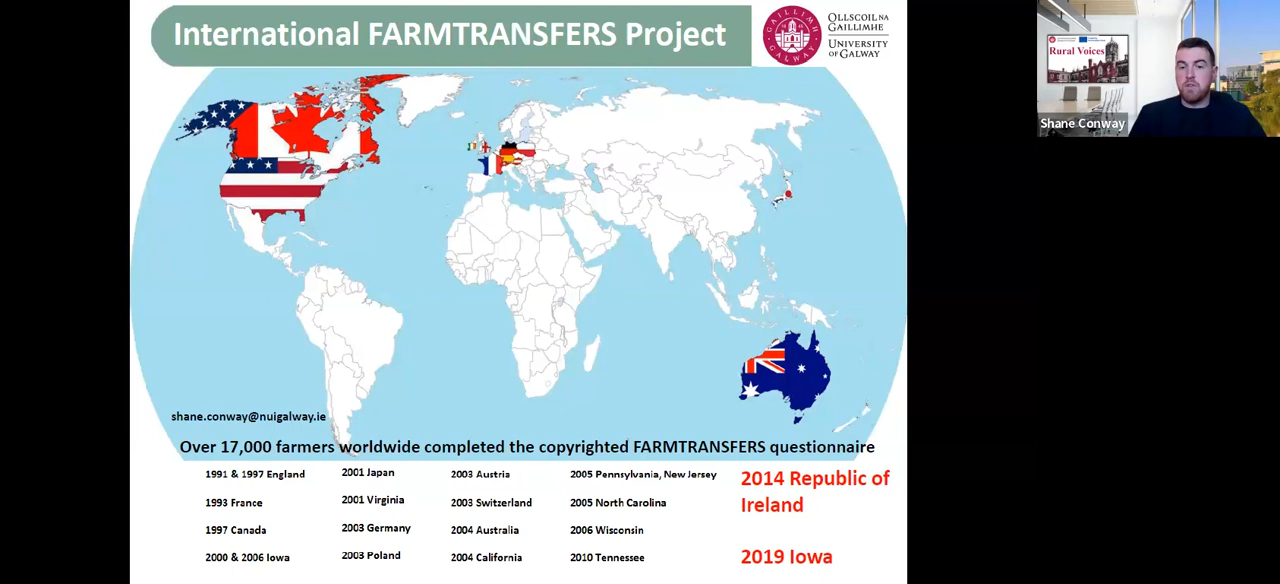 International FARMTRANSFERS Project
GAILLIMH
1845
GALWAY
OLLSCOIL NA
GAILLIMHE
UNIVERSITY
OF GALWAY
Rural Voices
Shane Conway
shane.conway@nuigalway.ie
Over 17,000 farmers worldwide completed the copyrighted FARMTRANSFERS questionnaire
1991 & 1997 England
1993 France
1997 Canada
2000 & 2006 Iowa
2001 Japan
2001 Virginia
2003 Germany
2003 Poland
2003 Austria
2003 Switzerland
2004 Australia
2004 California
2005 Pennsylvania, New Jersey
2005 North Carolina
2006 Wisconsin
2010 Tennessee
2014 Republic of
Ireland
2019 Iowa